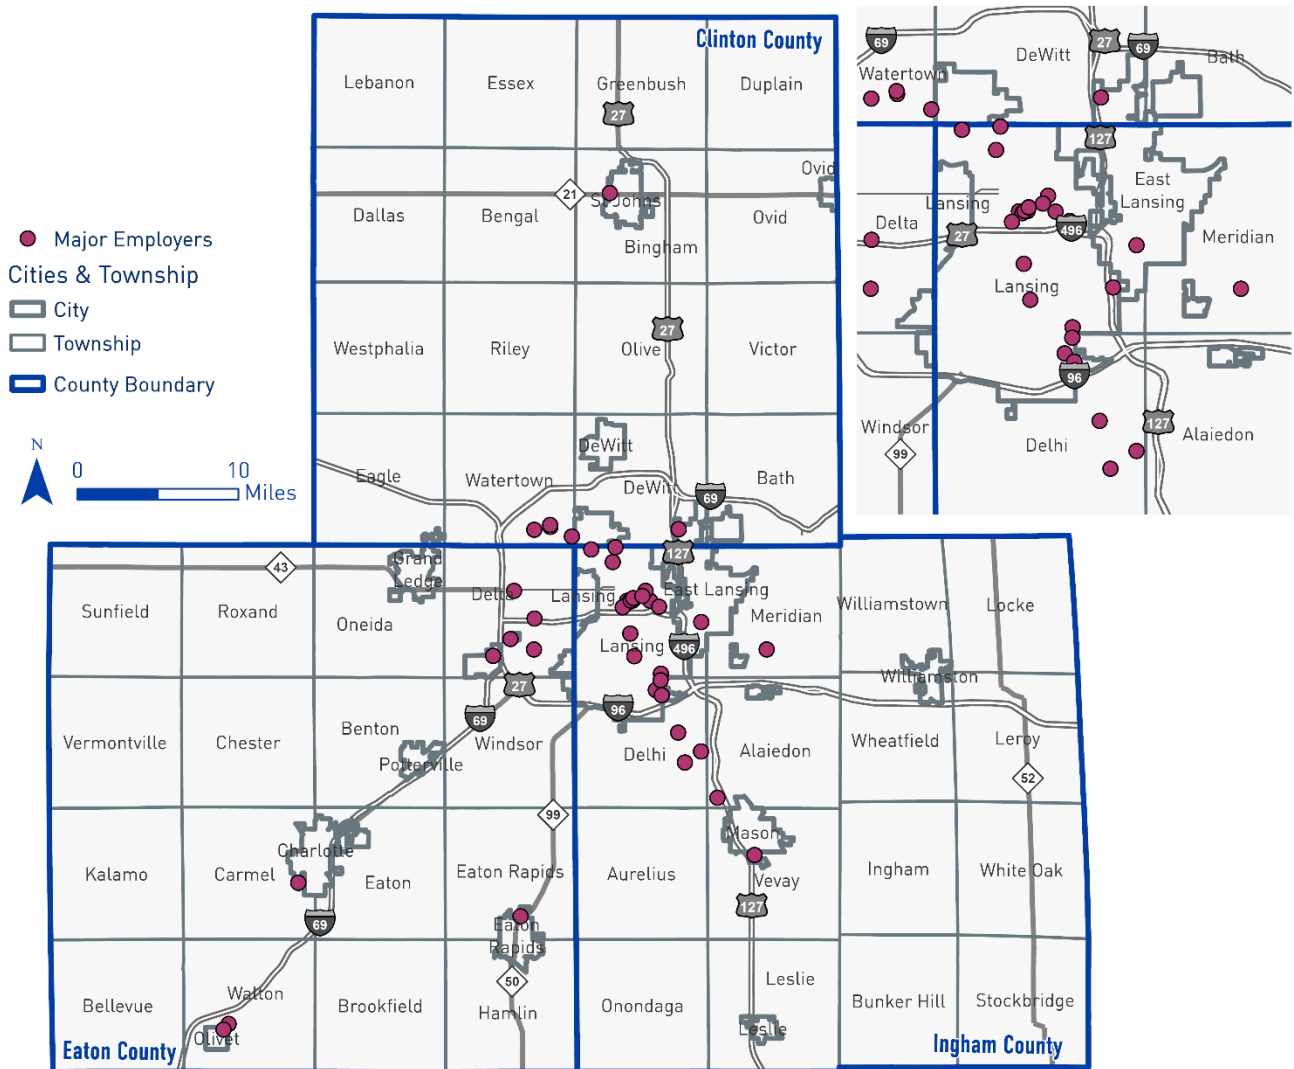 Clinton County
Lebanon
Essex
Greenbush
Duplain
27
Ovid
21
St Johns
Dallas
Bengal
Ovid
Bingham
27
Westphalia
Riley
Olive
Victor
DeWitt
Eagle
Watertown
DeWitt
Bath
69
Major Employers
Cities & Township
City
Township
County Boundary
N
0 10
Miles
69
27
69
DeWitt
Bath
Watertown
127
East
Lansing
Lansing
Delta
27
496
Meridian
Lansing
96
Windsor
99
Delhi
127
Alaiedon
127
43
Grand
Ledge
Delta
Lansing
East Lansing
Sunfield
Roxand
Oneida
Meridian
Williamstown
Locke
Lansing
496
Williamston
27
69
96
Vermontville
Chester
Benton
Potterville
Windsor
Delhi
Alaiedon
Wheatfield
Leroy
52
99
Charlotte
Mason
Kalamo
Carmel
Eaton
Eaton Rapids
Aurelius
Vevay
Ingham
White Oak
69
127
Eaton
Rapids
50
Bellevue
Walton
Brookfield
Hamlin
Onondaga
Leslie
Bunker Hill
Stockbridge
Olivet
Leslie
Eaton County
Ingham County